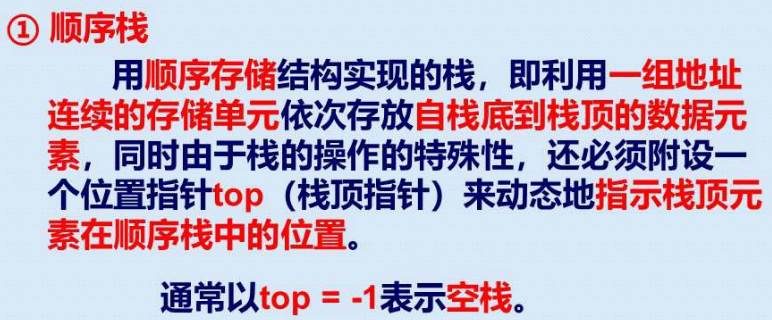 ① 顺序栈
用顺序存储结构实现的栈，即利用一组地址
连续的存储单元依次存放自栈底到栈顶的数据元
素，同时由于栈的操作的特殊性，还必须附设一
个位置指针top（栈顶指针）来动态地指示栈顶元
素在顺序栈中的位置。
通常以top = -1表示空栈。